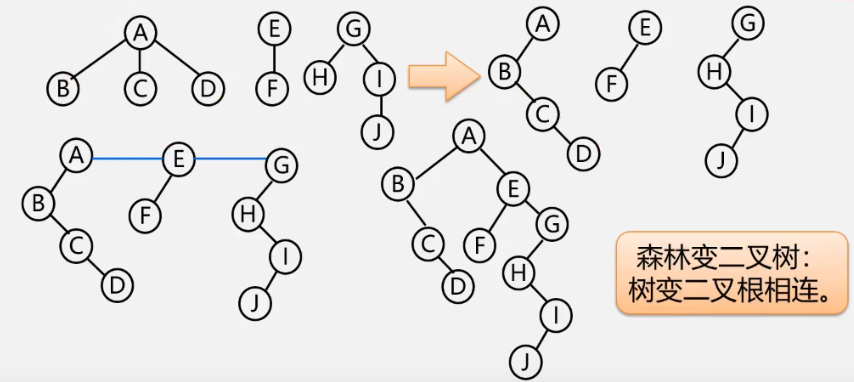 A E G A E G
B C D F H I B F H
J C I
D J
A E G A
B F H B E
C I C F G
D J D H
I
J
森林变二叉树：
树变二叉根相连。